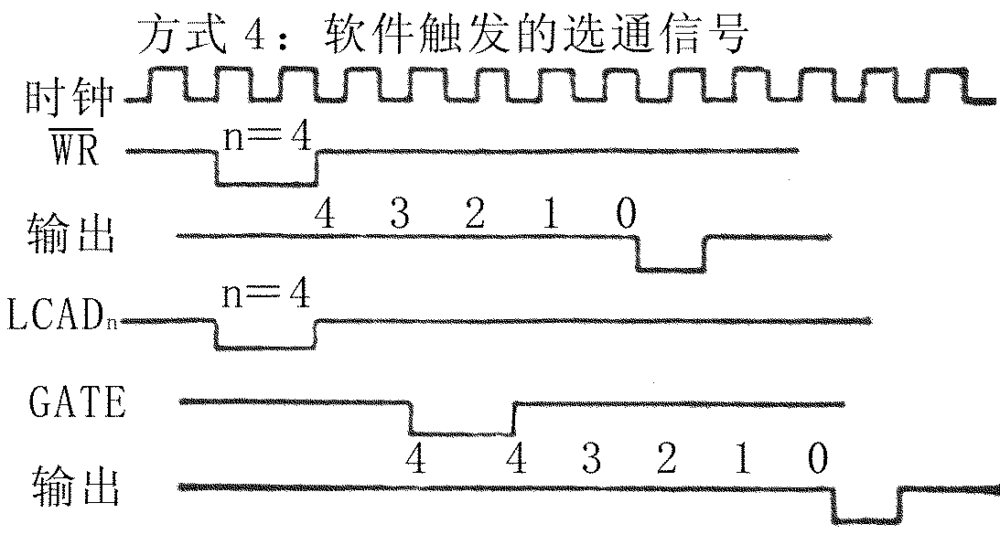 方式4：软件触发的选通信号
时钟
W̅R̅
n=4
输出
4 3 2 1 0
LCADn
n=4
GATE
输出
4 4 3 2 1 0